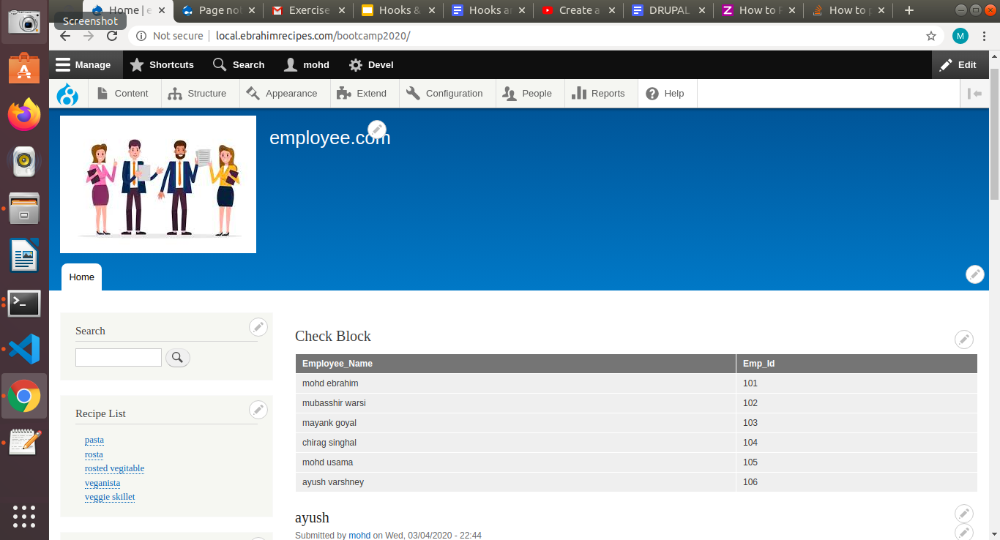 Home | e
Page no
Exercise
Hooks &
Hooks a
Create a
DRUPAL
How to P
How to p
Screenshot
Not secure
local.ebrahimrecipes.com/bootcamp2020/
M
Manage
Shortcuts
Search
mohd
Devel
Edit
Content
Structure
Appearance
Extend
Configuration
People
Reports
Help
employee.com
Home
Search
Recipe List
pasta
rosta
rosted vegitable
veganista
veggie skillet
Check Block
Employee_Name Emp_Id
mohd ebrahim 101
mubasshir warsi 102
mayank goyal 103
chirag singhal 104
mohd usama 105
ayush varshney 106
ayush
Submitted by mohd on Wed, 03/04/2020 - 22:44